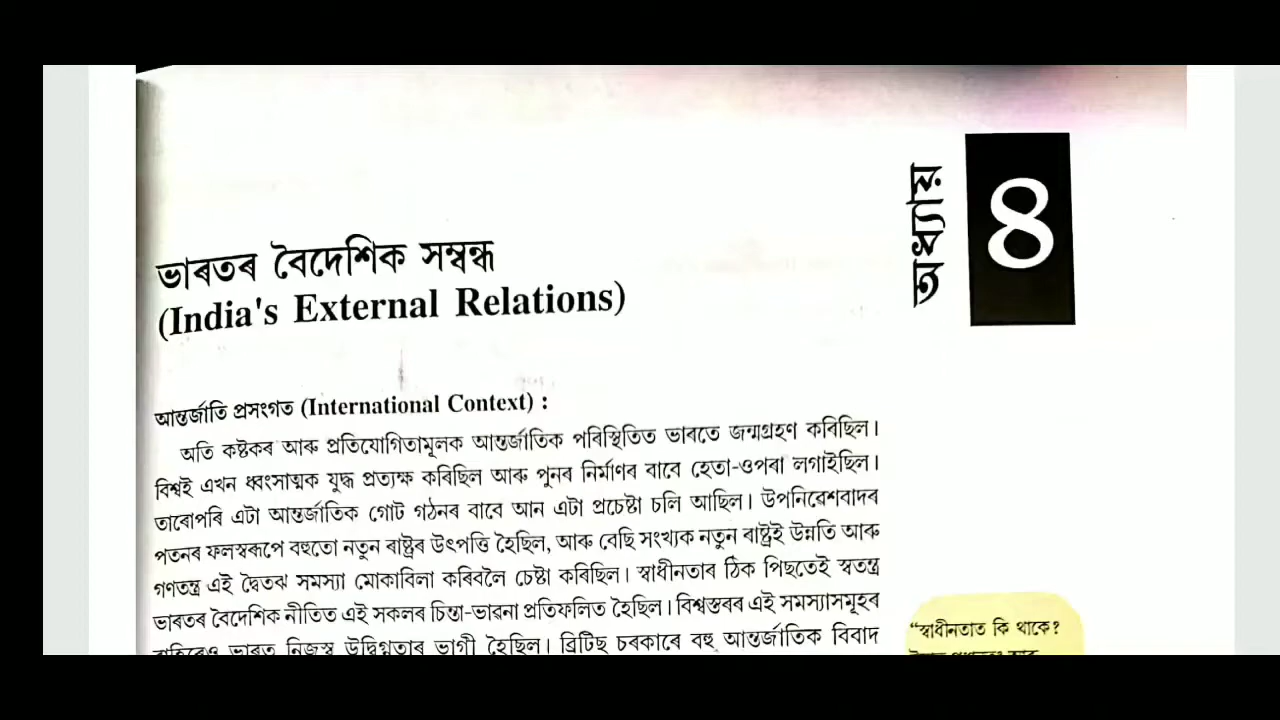 অধ্যায়
৪
ভাৰতৰ বৈদেশিক সম্বন্ধ
(India's External Relations)
আন্তৰ্জাতি প্ৰসংগত (International Context) :
অতি কষ্টকৰ আৰু প্ৰতিযোগিতামূলক আন্তৰ্জাতিক পৰিস্থিতিত ভাৰতে জন্মগ্ৰহণ কৰিছিল।
বিশ্বই এখন ধ্বংসাত্মক যুদ্ধ প্ৰত্যক্ষ কৰিছিল আৰু পুনৰ নিৰ্মাণৰ বাবে হেতা-ওপৰা লগাইছিল।
তাৰোপৰি এটা আন্তৰ্জাতিক গোট গঠনৰ বাবে আন এটা প্ৰচেষ্টা চলি আছিল। উপনিৱেশবাদৰ
পতনৰ ফলস্বৰূপে বহুতো নতুন ৰাষ্ট্ৰৰ উৎপত্তি হৈছিল, আৰু বেছি সংখ্যক নতুন ৰাষ্ট্ৰই উন্নতি আৰু
গণতন্ত্ৰ এই দ্বৈতঝ সমস্যা মোকাবিলা কৰিবলৈ চেষ্টা কৰিছিল। স্বাধীনতাৰ ঠিক পিছতেই স্বতন্ত্ৰ
ভাৰতৰ বৈদেশিক নীতিত এই সকলৰ চিন্তা-ভাৱনা প্ৰতিফলিত হৈছিল। বিশ্বস্তৰৰ এই সমস্যাসমূহৰ
বাহিৰেও ভাৰত নিজস্ব উদ্বিগ্নতাৰ ভাগী হৈছিল। ব্ৰিটিছ চৰকাৰে বহু আন্তৰ্জাতিক বিবাদ
“স্বাধীনতাত কি থাকে?